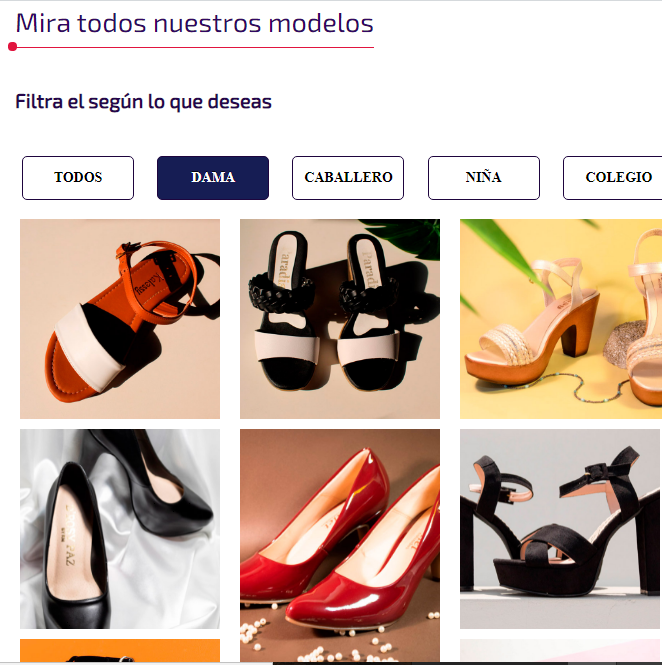 Mira todos nuestros modelos
Filtra el según lo que deseas
TODOS
DAMA
CABALLERO
NIÑA
COLEGIO